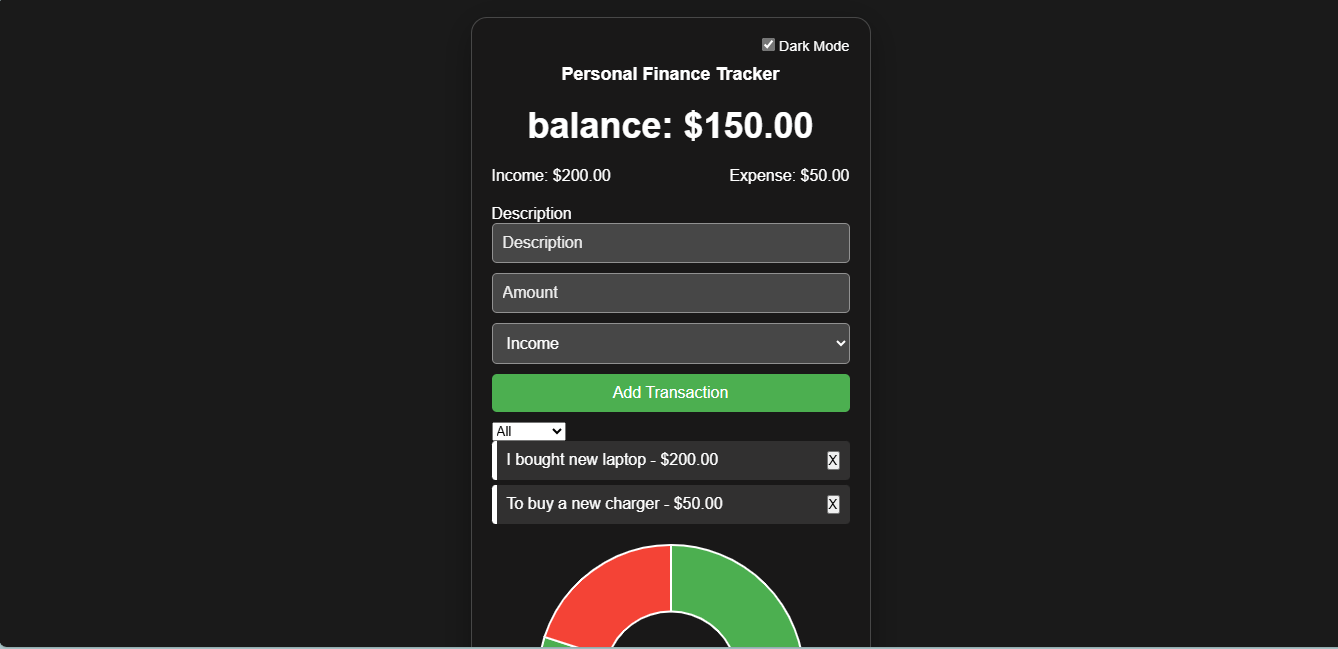 Dark Mode
Personal Finance Tracker
balance: $150.00
Income: $200.00 Expense: $50.00
Description
Description
Amount
Income
Add Transaction
All
I bought new laptop - $200.00 X
To buy a new charger - $50.00 X